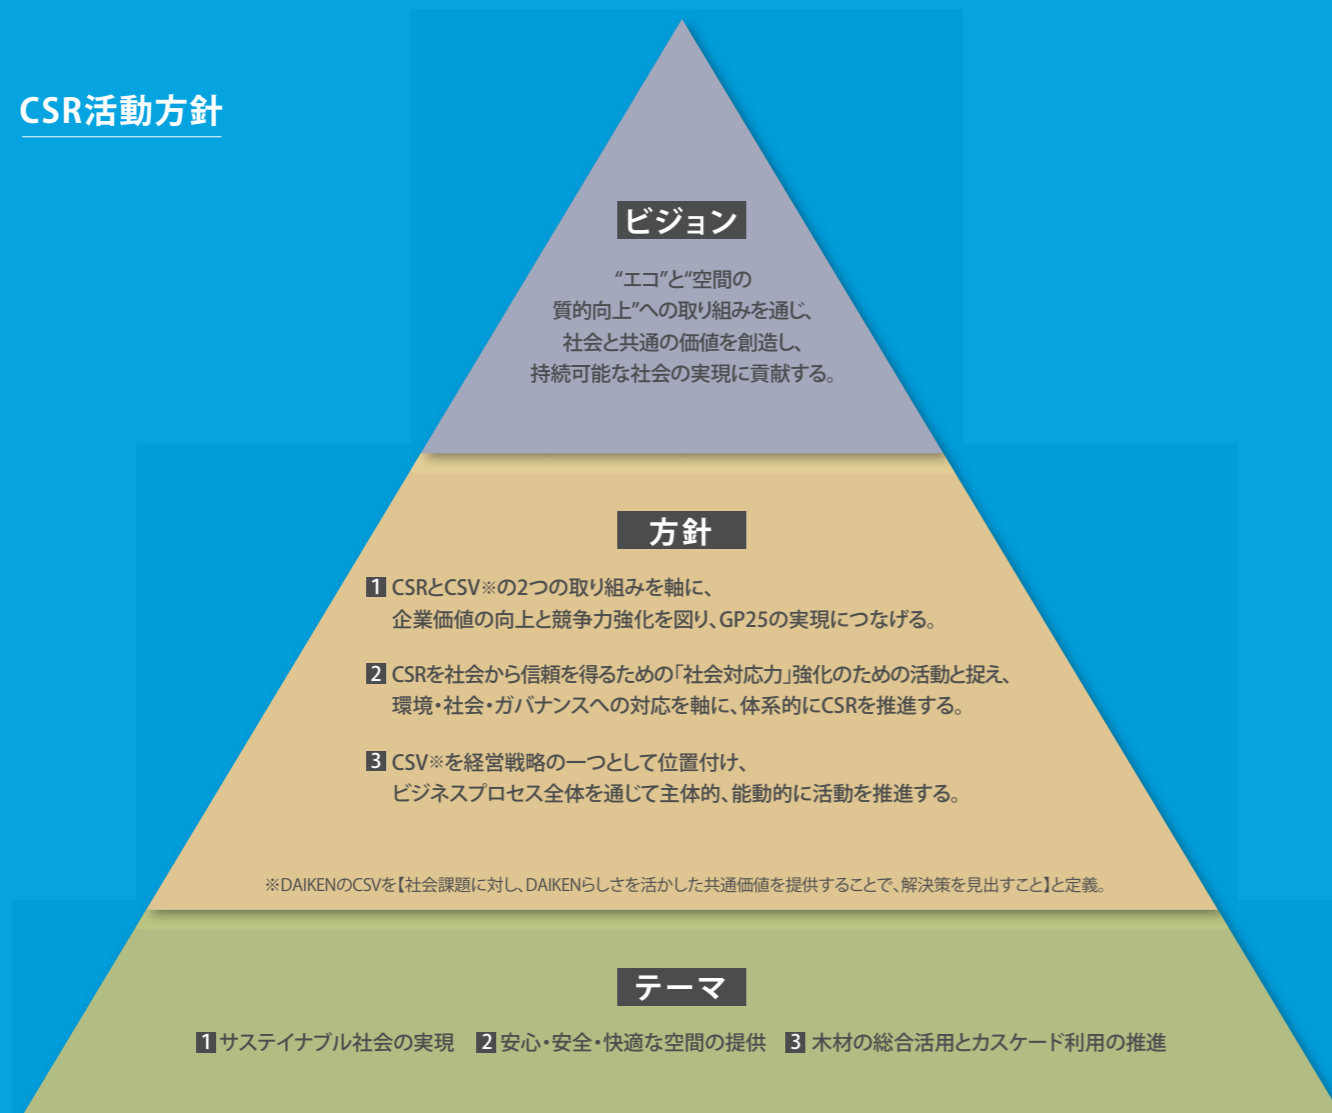 CSR活動方針
ビジョン
“エコ”と“空間の
質的向上”への取り組みを通じ、
社会と共通の価値を創造し、
持続可能な社会の実現に貢献する。
方針
1 CSRとCSV※の2つの取り組みを軸に、
企業価値の向上と競争力強化を図り、GP25の実現につなげる。
2 CSRを社会から信頼を得るための「社会対応力」強化のための活動と捉え、
環境・社会・ガバナンスへの対応を軸に、体系的にCSRを推進する。
3 CSV※を経営戦略の一つとして位置付け、
ビジネスプロセス全体を通じて主体的、能動的に活動を推進する。
※DAIKENのCSVを【社会課題に対し、DAIKENらしさを活かした共通価値を提供することで、解決策を見出すこと】と定義。
テーマ
1 サステイナブル社会の実現 2 安心・安全・快適な空間の提供 3 木材の総合活用とカスケード利用の推進